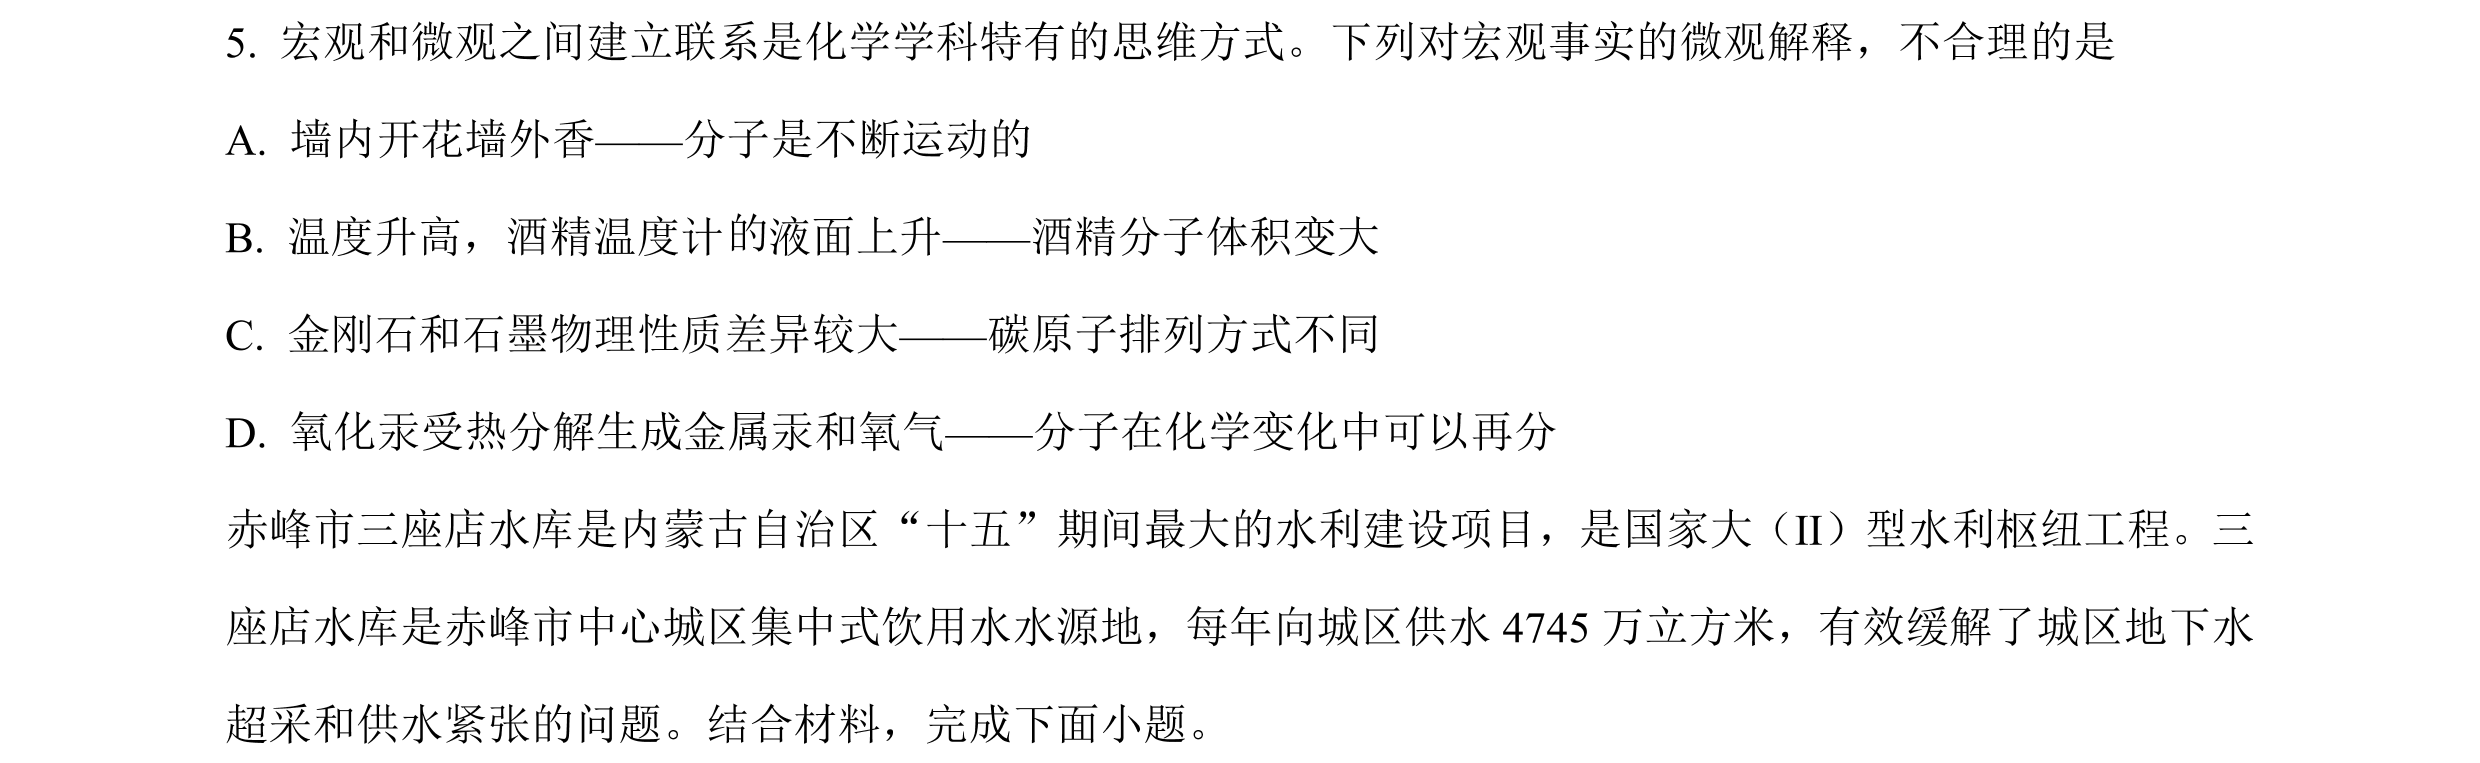 5. 宏观和微观之间建立联系是化学学科特有的思维方式。下列对宏观事实的微观解释，不合理的是
A. 墙内开花墙外香——分子是不断运动的
B. 温度升高，酒精温度计的液面上升——酒精分子体积变大
C. 金刚石和石墨物理性质差异较大——碳原子排列方式不同
D. 氧化汞受热分解生成金属汞和氧气——分子在化学变化中可以再分
赤峰市三座店水库是内蒙古自治区“十五”期间最大的水利建设项目，是国家大（II）型水利枢纽工程。三
座店水库是赤峰市中心城区集中式饮用水水源地，每年向城区供水 4745 万立方米，有效缓解了城区地下水
超采和供水紧张的问题。结合材料，完成下面小题。